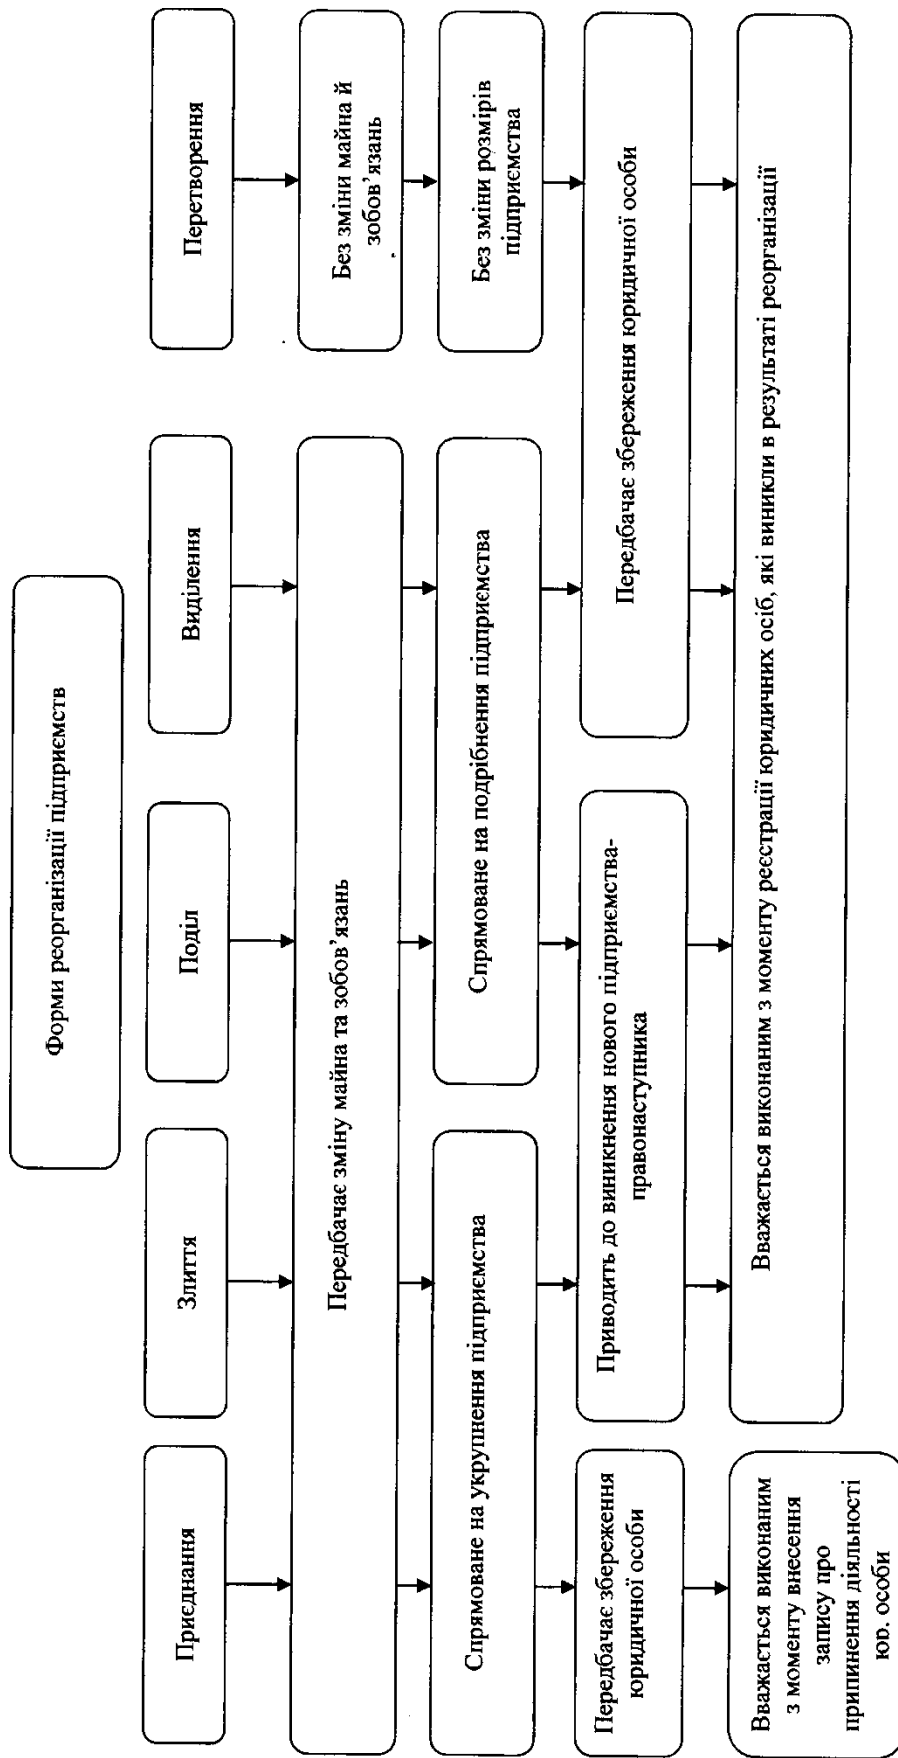 Форми реорганізації підприємств
Приєднання
Злиття
Поділ
Виділення
Перетворення
Передбачає зміну майна та зобов’язань
Без зміни майна й
зобов’язань
Спрямоване на укрупнення підприємства
Спрямоване на подрібнення підприємства
Без зміни розмірів
підприємства
Передбачає збереження
юридичної особи
Приводить до виникнення нового підприємства-
правонаступника
Передбачає збереження юридичної особи
Вважається виконаним
з моменту внесення
запису про
припинення діяльності
юр. особи
Вважається виконаним з моменту реєстрації юридичних осіб, які виникли в результаті реорганізації